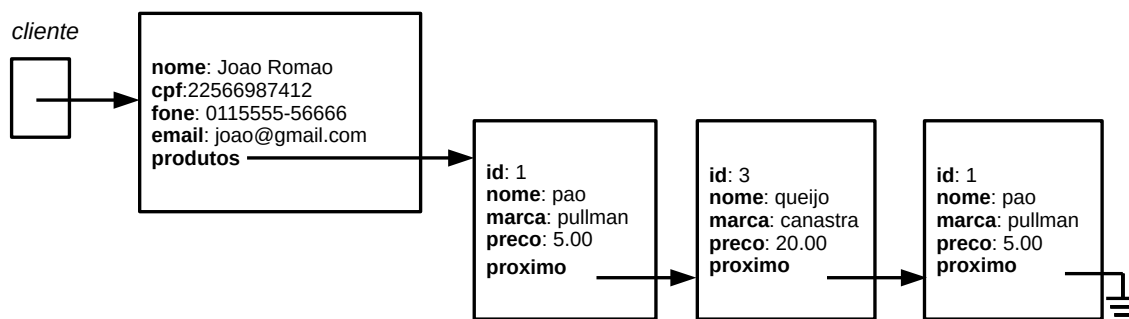 cliente
nome: Joao Romao
cpf:22566987412
fone: 0115555-56666
email: joao@gmail.com
produtos
id: 1
nome: pao
marca: pullman
preco: 5.00
proximo
id: 3
nome: queijo
marca: canastra
preco: 20.00
proximo
id: 1
nome: pao
marca: pullman
preco: 5.00
proximo